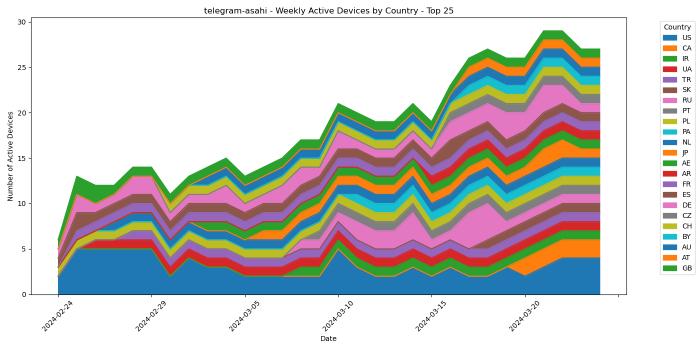 telegram-asahi - Weekly Active Devices by Country - Top 25
Number of Active Devices
30
25
20
15
10
5
0
2024-02-24
2024-02-29
2024-03-05
2024-03-10
2024-03-15
2024-03-20
Date
Country
US
CA
IR
UA
TR
SK
RU
PT
PL
PA
NL
JP
AE
AR
FR
ES
DE
CZ
CH
BY
AU
AT
GB